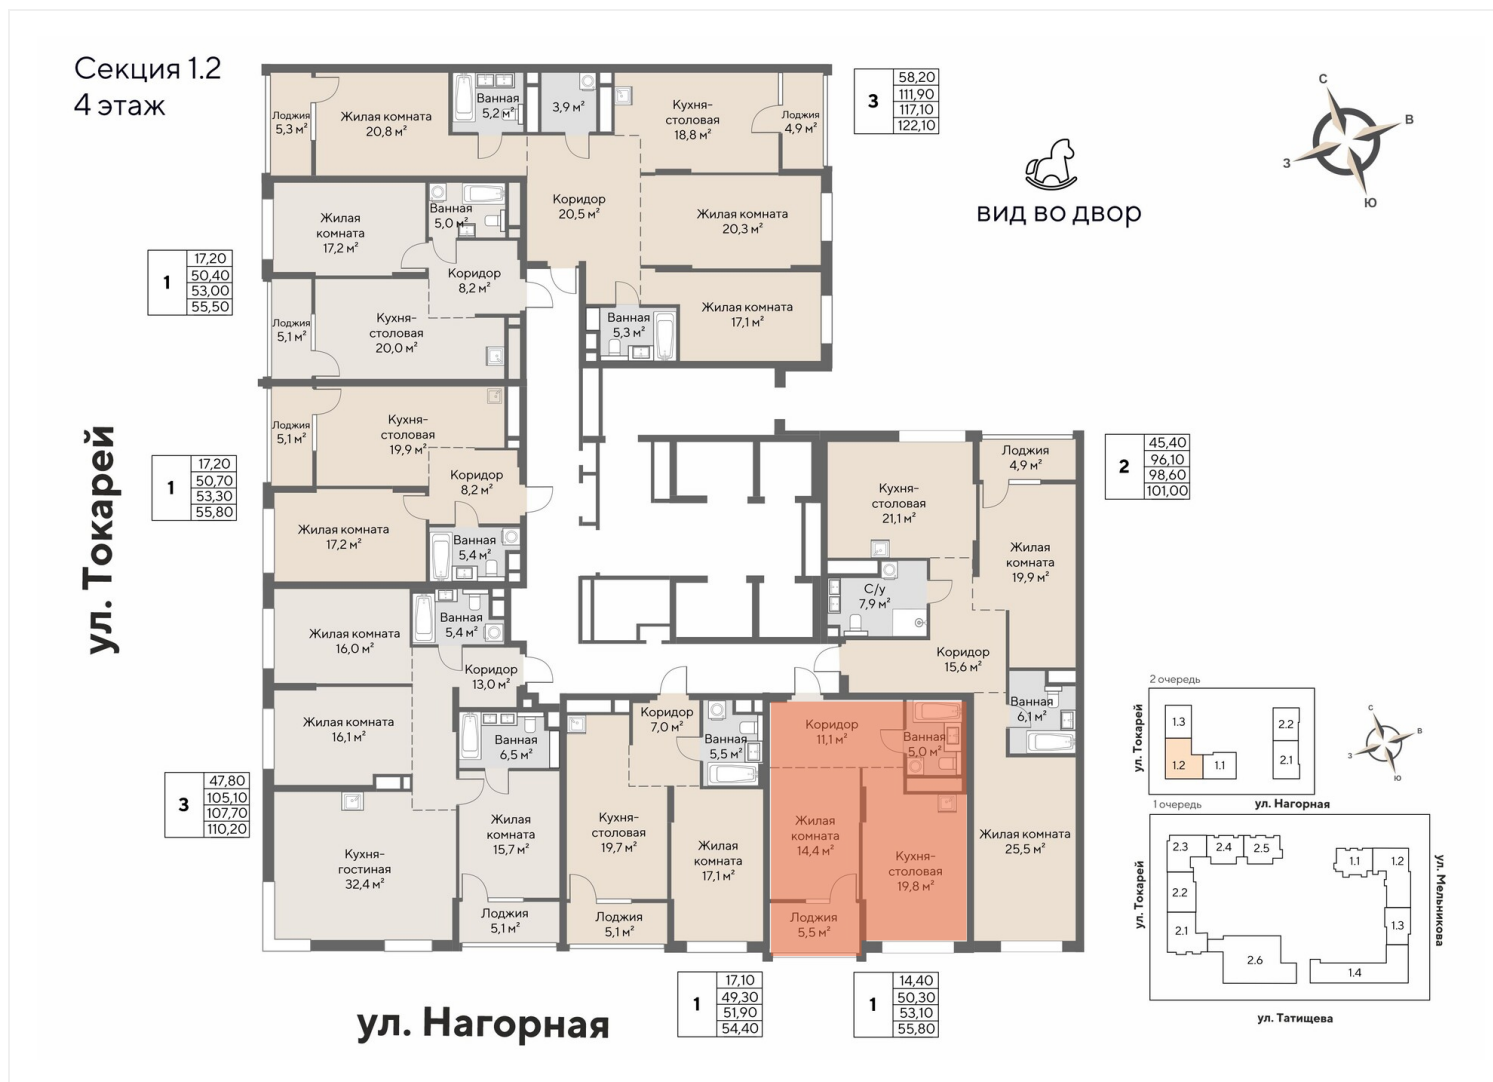 Секция 1.2
4 этаж
Лоджия
5,3 м²
Жилая комната
20,8 м²
Ванная
5,2 м²
3,9 м²
Кухня-
столовая
18,8 м²
Лоджия
4,9 м²
3
58,20
111,90
117,10
122,10
С
В
З
Ю
вид во двор
Жилая
комната
17,2 м²
Ванная
5,0 м²
Коридор
20,5 м²
Жилая комната
20,3 м²
1
17,20
50,40
53,00
55,50
Коридор
8,2 м²
Лоджия
5,1 м²
Кухня-
столовая
20,0 м²
Ванная
5,3 м²
Жилая комната
17,1 м²
ул. Токарей
Лоджия
5,1 м²
Кухня-
столовая
19,9 м²
1
17,20
50,70
53,30
55,80
Коридор
8,2 м²
Жилая комната
17,2 м²
Ванная
5,4 м²
Кухня-
столовая
21,1 м²
Лоджия
4,9 м²
2
45,40
96,10
98,60
101,00
Жилая
комната
19,9 м²
С/у
7,9 м²
Жилая комната
16,0 м²
Ванная
5,4 м²
Коридор
13,0 м²
Коридор
15,6 м²
Жилая комната
16,1 м²
Ванная
6,5 м²
Коридор
7,0 м²
Ванная
5,5 м²
Коридор
11,1 м²
Ванная
5,0 м²
Ванная
6,1 м²
3
47,80
105,10
107,70
110,20
Кухня-
гостиная
32,4 м²
Жилая
комната
15,7 м²
Кухня-
столовая
19,7 м²
Жилая
комната
17,1 м²
Жилая
комната
14,4 м²
Кухня-
столовая
19,8 м²
Жилая комната
25,5 м²
Лоджия
5,1 м²
Лоджия
5,1 м²
Лоджия
5,5 м²
1
17,10
49,30
51,90
54,40
1
14,40
50,30
53,10
55,80
ул. Нагорная
2 очередь
ул. Токарей
1.3
1.2
1.1
2.2
2.1
ул. Нагорная
С
В
З
Ю
1 очередь
ул. Токарей
2.3
2.4
2.5
2.2
2.1
2.6
1.1
1.2
1.3
1.4
ул. Мельникова
ул. Татищева